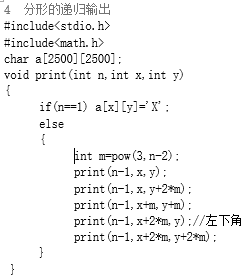 4 分形的递归输出
#include<stdio.h>
#include<math.h>
char a[2500][2500];
void print(int n,int x,int y)
{
if(n==1) a[x][y]='X';
else
{
int m=pow(3,n-2);
print(n-1,x,y);
print(n-1,x,y+2*m);
print(n-1,x+m,y+m);
print(n-1,x+2*m,y);//左下角
print(n-1,x+2*m,y+2*m);
}
}